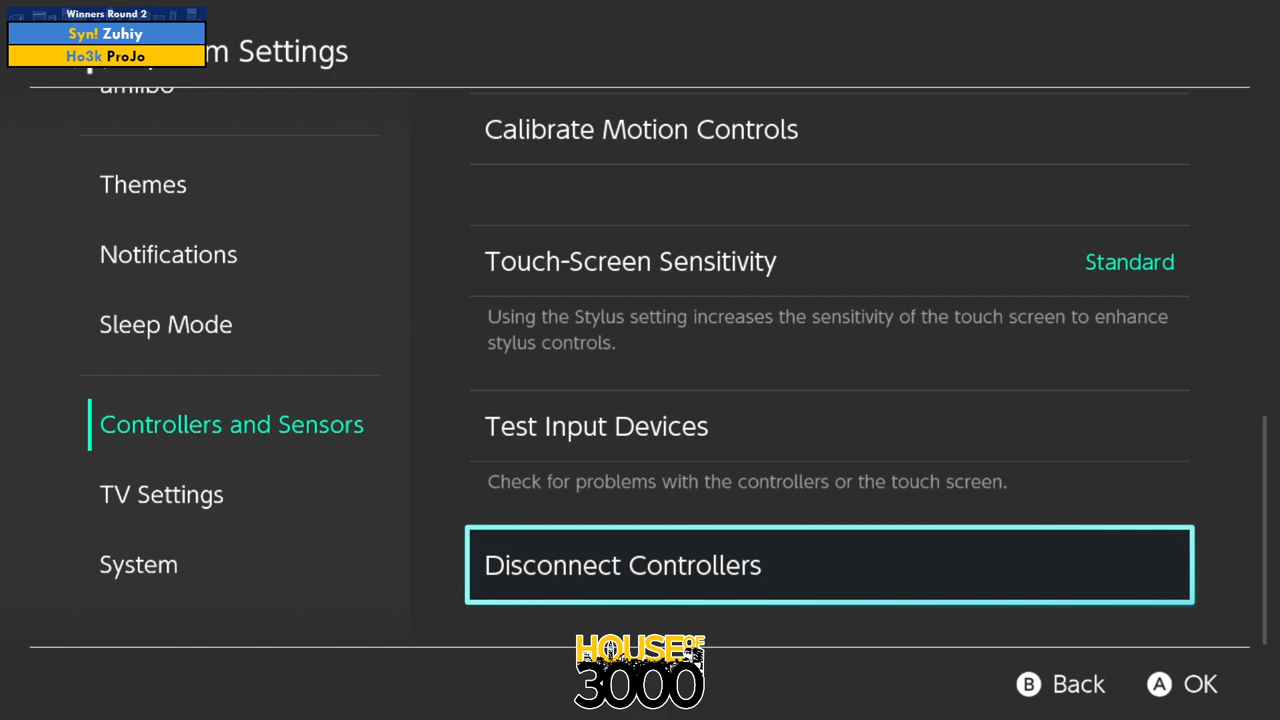 Winners Round 2
Syn! Zuhiy
Ho3k ProJo
m Settings
amiibo
Themes
Notifications
Sleep Mode
Controllers and Sensors
TV Settings
System
Calibrate Motion Controls
Touch-Screen Sensitivity Standard
Using the Stylus setting increases the sensitivity of the touch screen to enhance
stylus controls.
Test Input Devices
Check for problems with the controllers or the touch screen.
Disconnect Controllers
HOUSE OF
3000
B Back A OK